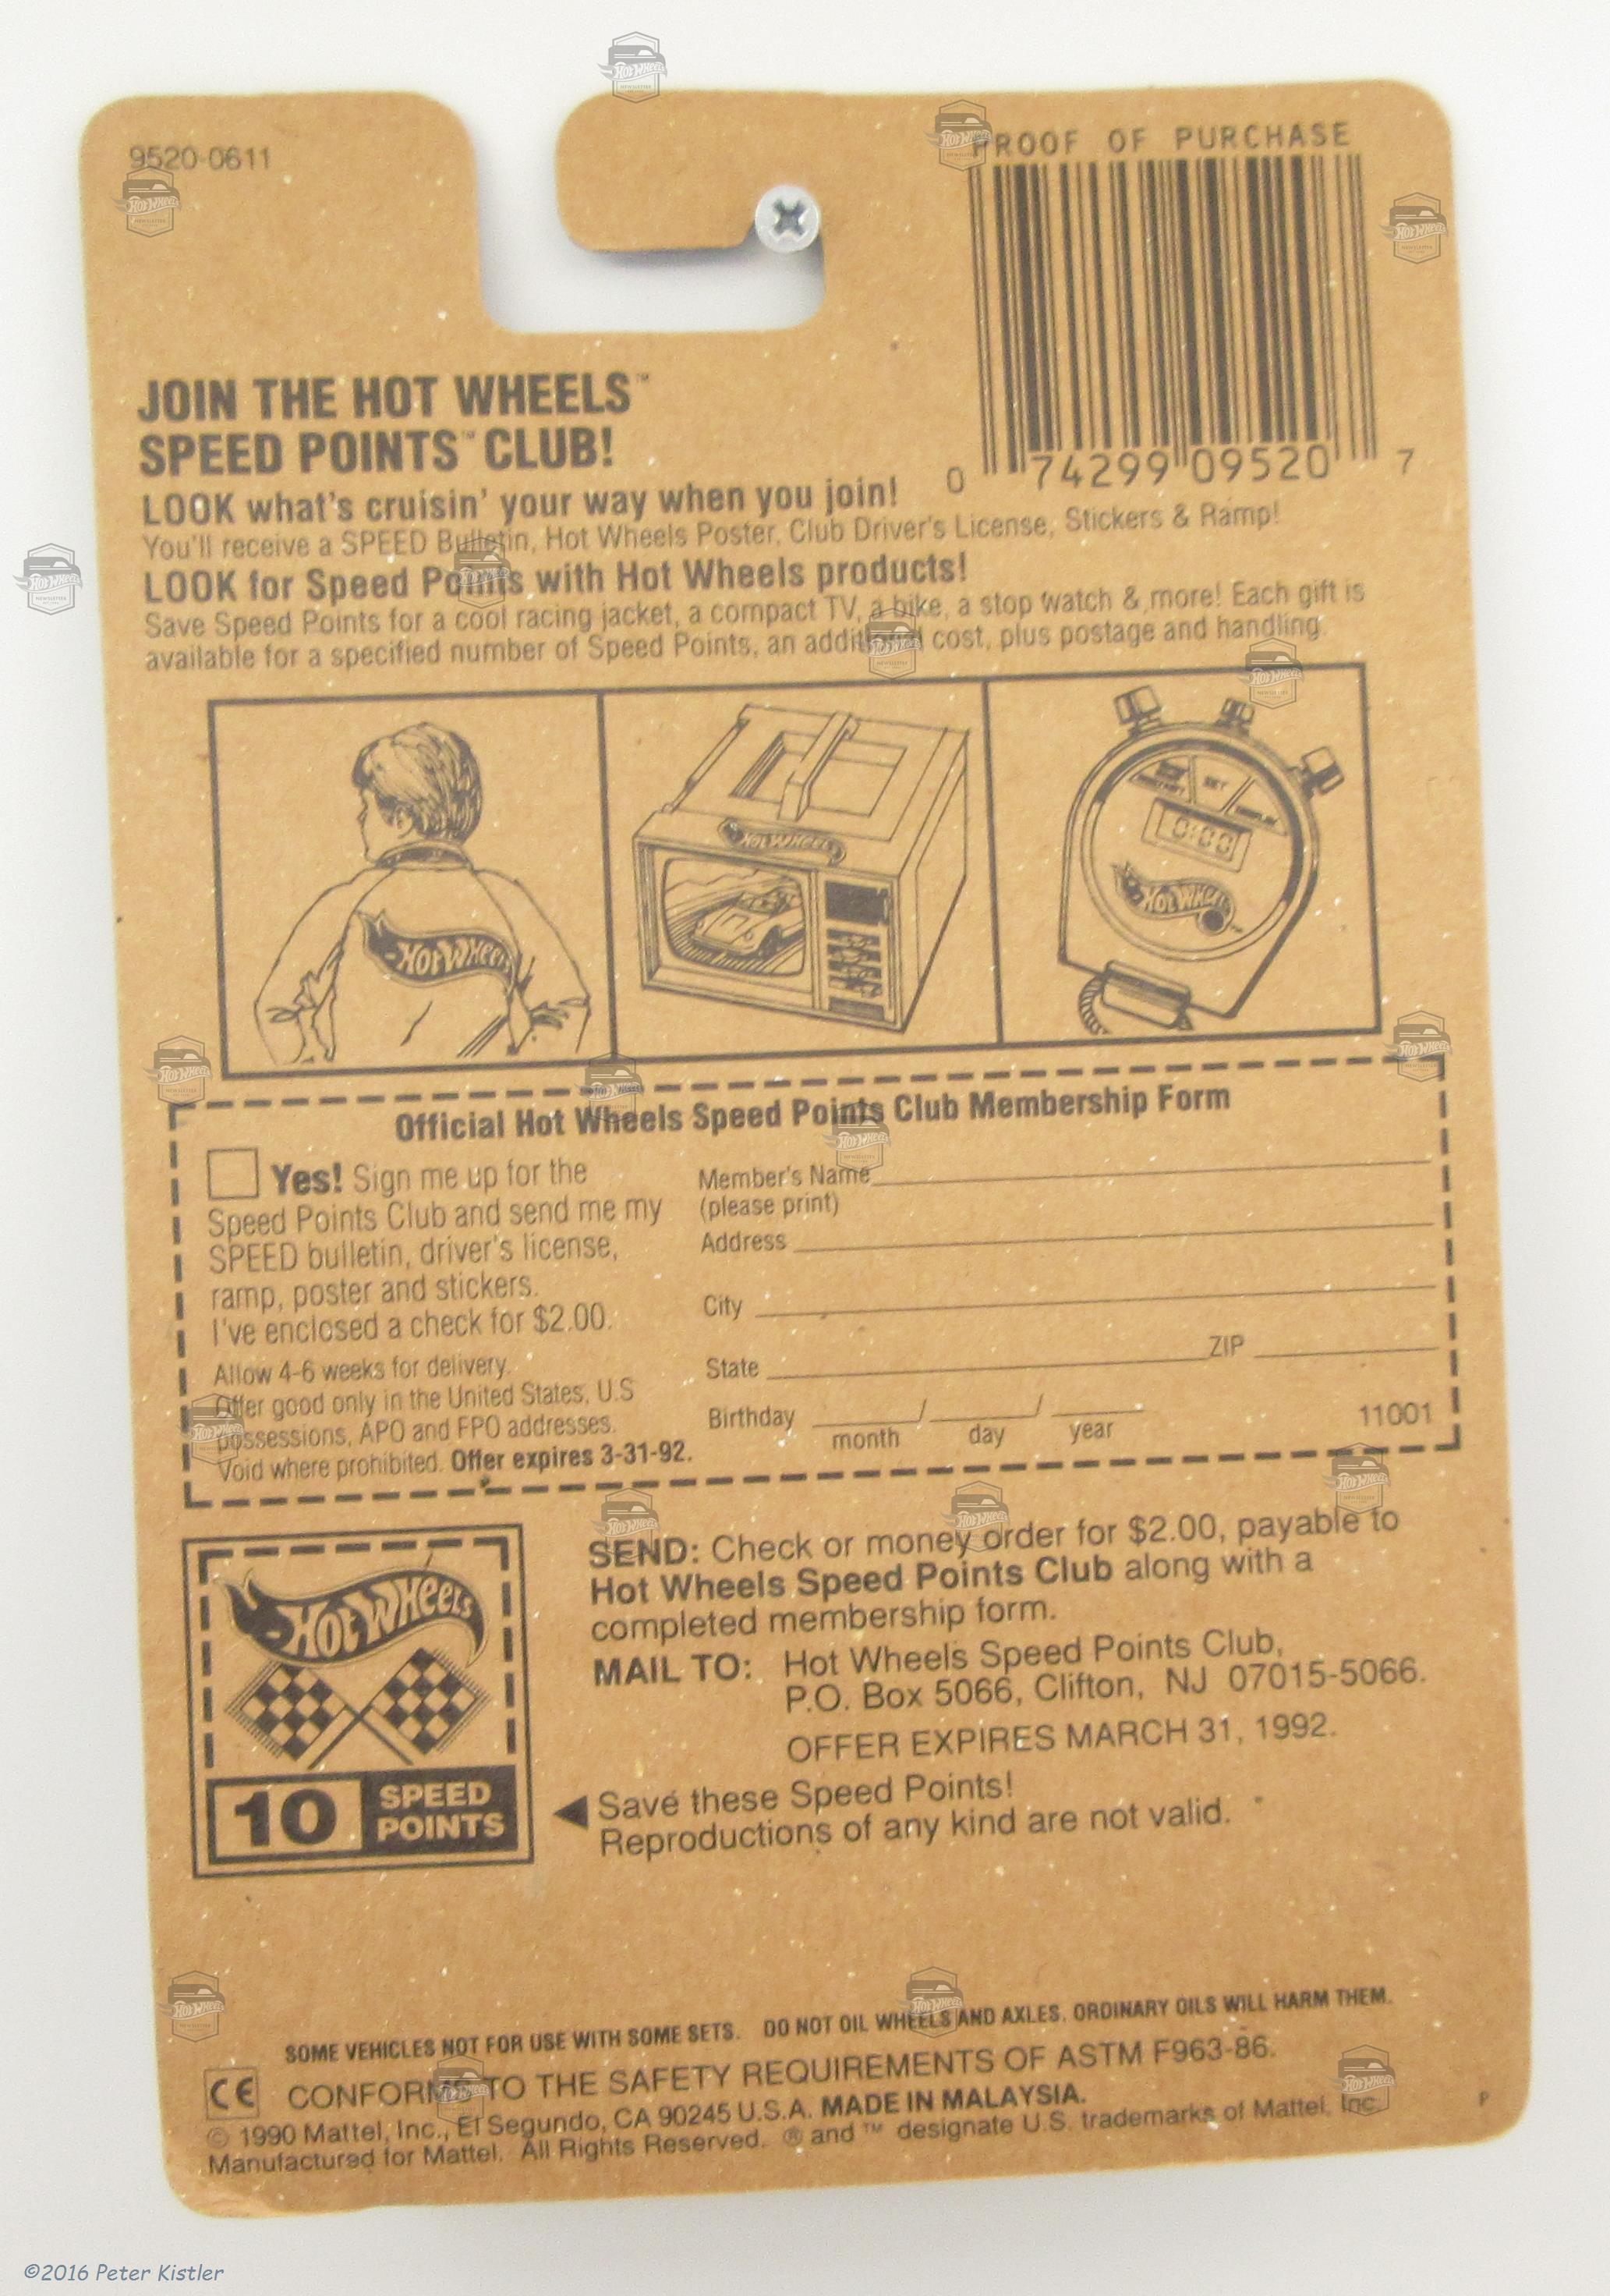 9520-0611
PROOF OF PURCHASE
0 74299 09520 7
JOIN THE HOT WHEELS™
SPEED POINTS™ CLUB!
LOOK what's cruisin' your way when you join!
You'll receive a SPEED Bulletin, Hot Wheels Poster, Club Driver's License, Stickers & Ramp!
LOOK for Speed Points with Hot Wheels products!
Save Speed Points for a cool racing jacket, a compact TV, a bike, a stop watch & more! Each gift is
available for a specified number of Speed Points, an additional cost, plus postage and handling.
HOT WHEELS
HOT WHEELS
SET
0:00
HOT WHEELS
Official Hot Wheels Speed Points Club Membership Form
Yes! Sign me up for the
Speed Points Club and send me my
SPEED bulletin, driver's license,
ramp, poster and stickers.
I've enclosed a check for $2.00.
Allow 4-6 weeks for delivery.
Offer good only in the United States, U.S
possessions, APO and FPO addresses.
Void where prohibited. Offer expires 3-31-92.
Member's Name
(please print)
Address
City
State ZIP
Birthday / /
month day year
11001
HOT WHEELS
10 SPEED
POINTS
SEND: Check or money order for $2.00, payable to
Hot Wheels Speed Points Club along with a
completed membership form.
MAIL TO: Hot Wheels Speed Points Club,
P.O. Box 5066, Clifton, NJ 07015-5066.
OFFER EXPIRES MARCH 31, 1992.
◀ Save these Speed Points!
Reproductions of any kind are not valid.
SOME VEHICLES NOT FOR USE WITH SOME SETS. DO NOT OIL WHEELS AND AXLES. ORDINARY OILS WILL HARM THEM.
CE CONFORMS TO THE SAFETY REQUIREMENTS OF ASTM F963-86.
© 1990 Mattel, Inc., El Segundo, CA 90245 U.S.A. MADE IN MALAYSIA.
Manufactured for Mattel. All Rights Reserved. ® and ™ designate U.S. trademarks of Mattel, Inc.
P
©2016 Peter Kistler